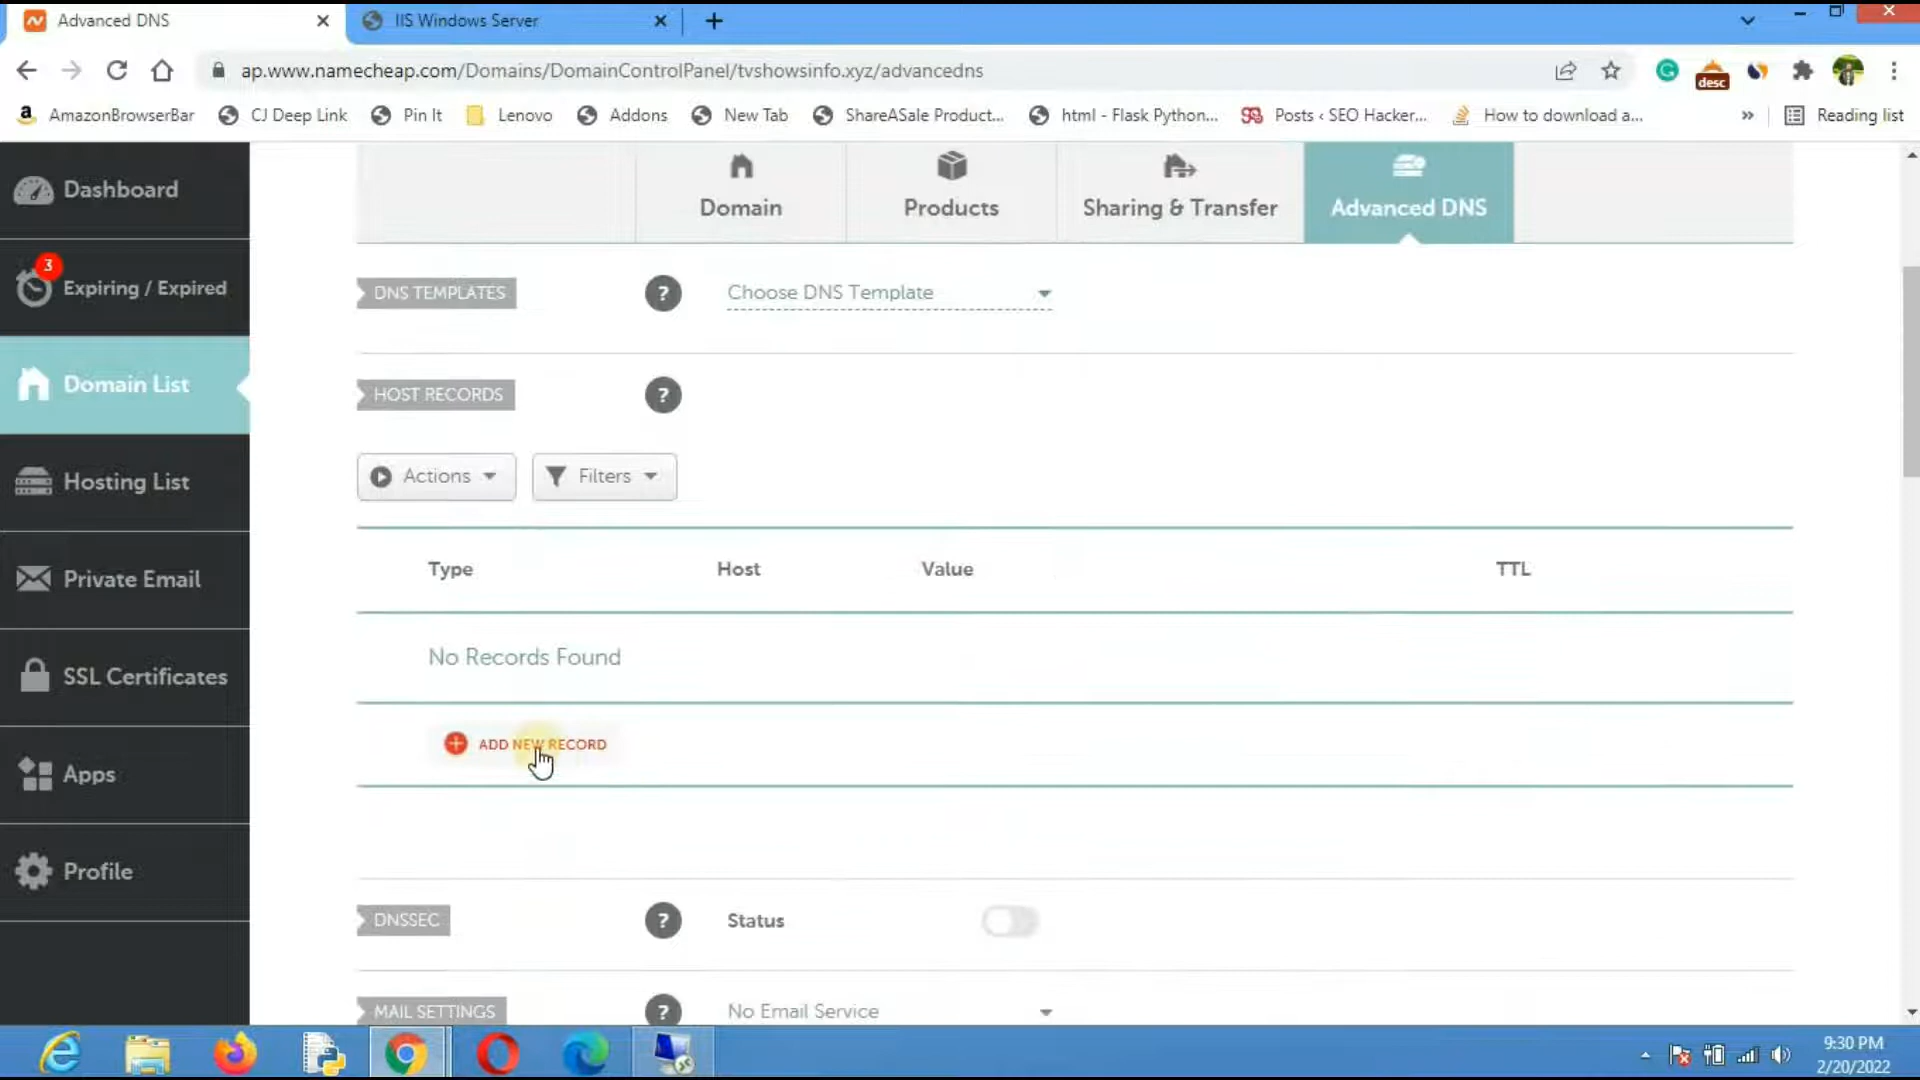 Advanced DNS
IIS Windows Server
ap.www.namecheap.com/Domains/DomainControlPanel/tvshowsinfo.xyz/advancedns
desc
AmazonBrowserBar
CJ Deep Link
Pin It
Lenovo
Addons
New Tab
ShareASale Product...
html - Flask Python...
Posts ‹ SEO Hacker...
How to download a...
»
Reading list
Dashboard
3
Expiring / Expired
Domain List
Hosting List
Private Email
SSL Certificates
Apps
Profile
Domain
Products
Sharing & Transfer
Advanced DNS
DNS TEMPLATES
?
Choose DNS Template
HOST RECORDS
?
Actions
Filters
Type Host Value TTL
No Records Found
ADD NEW RECORD
DNSSEC
?
Status
MAIL SETTINGS
?
No Email Service
9:30 PM
2/20/2022